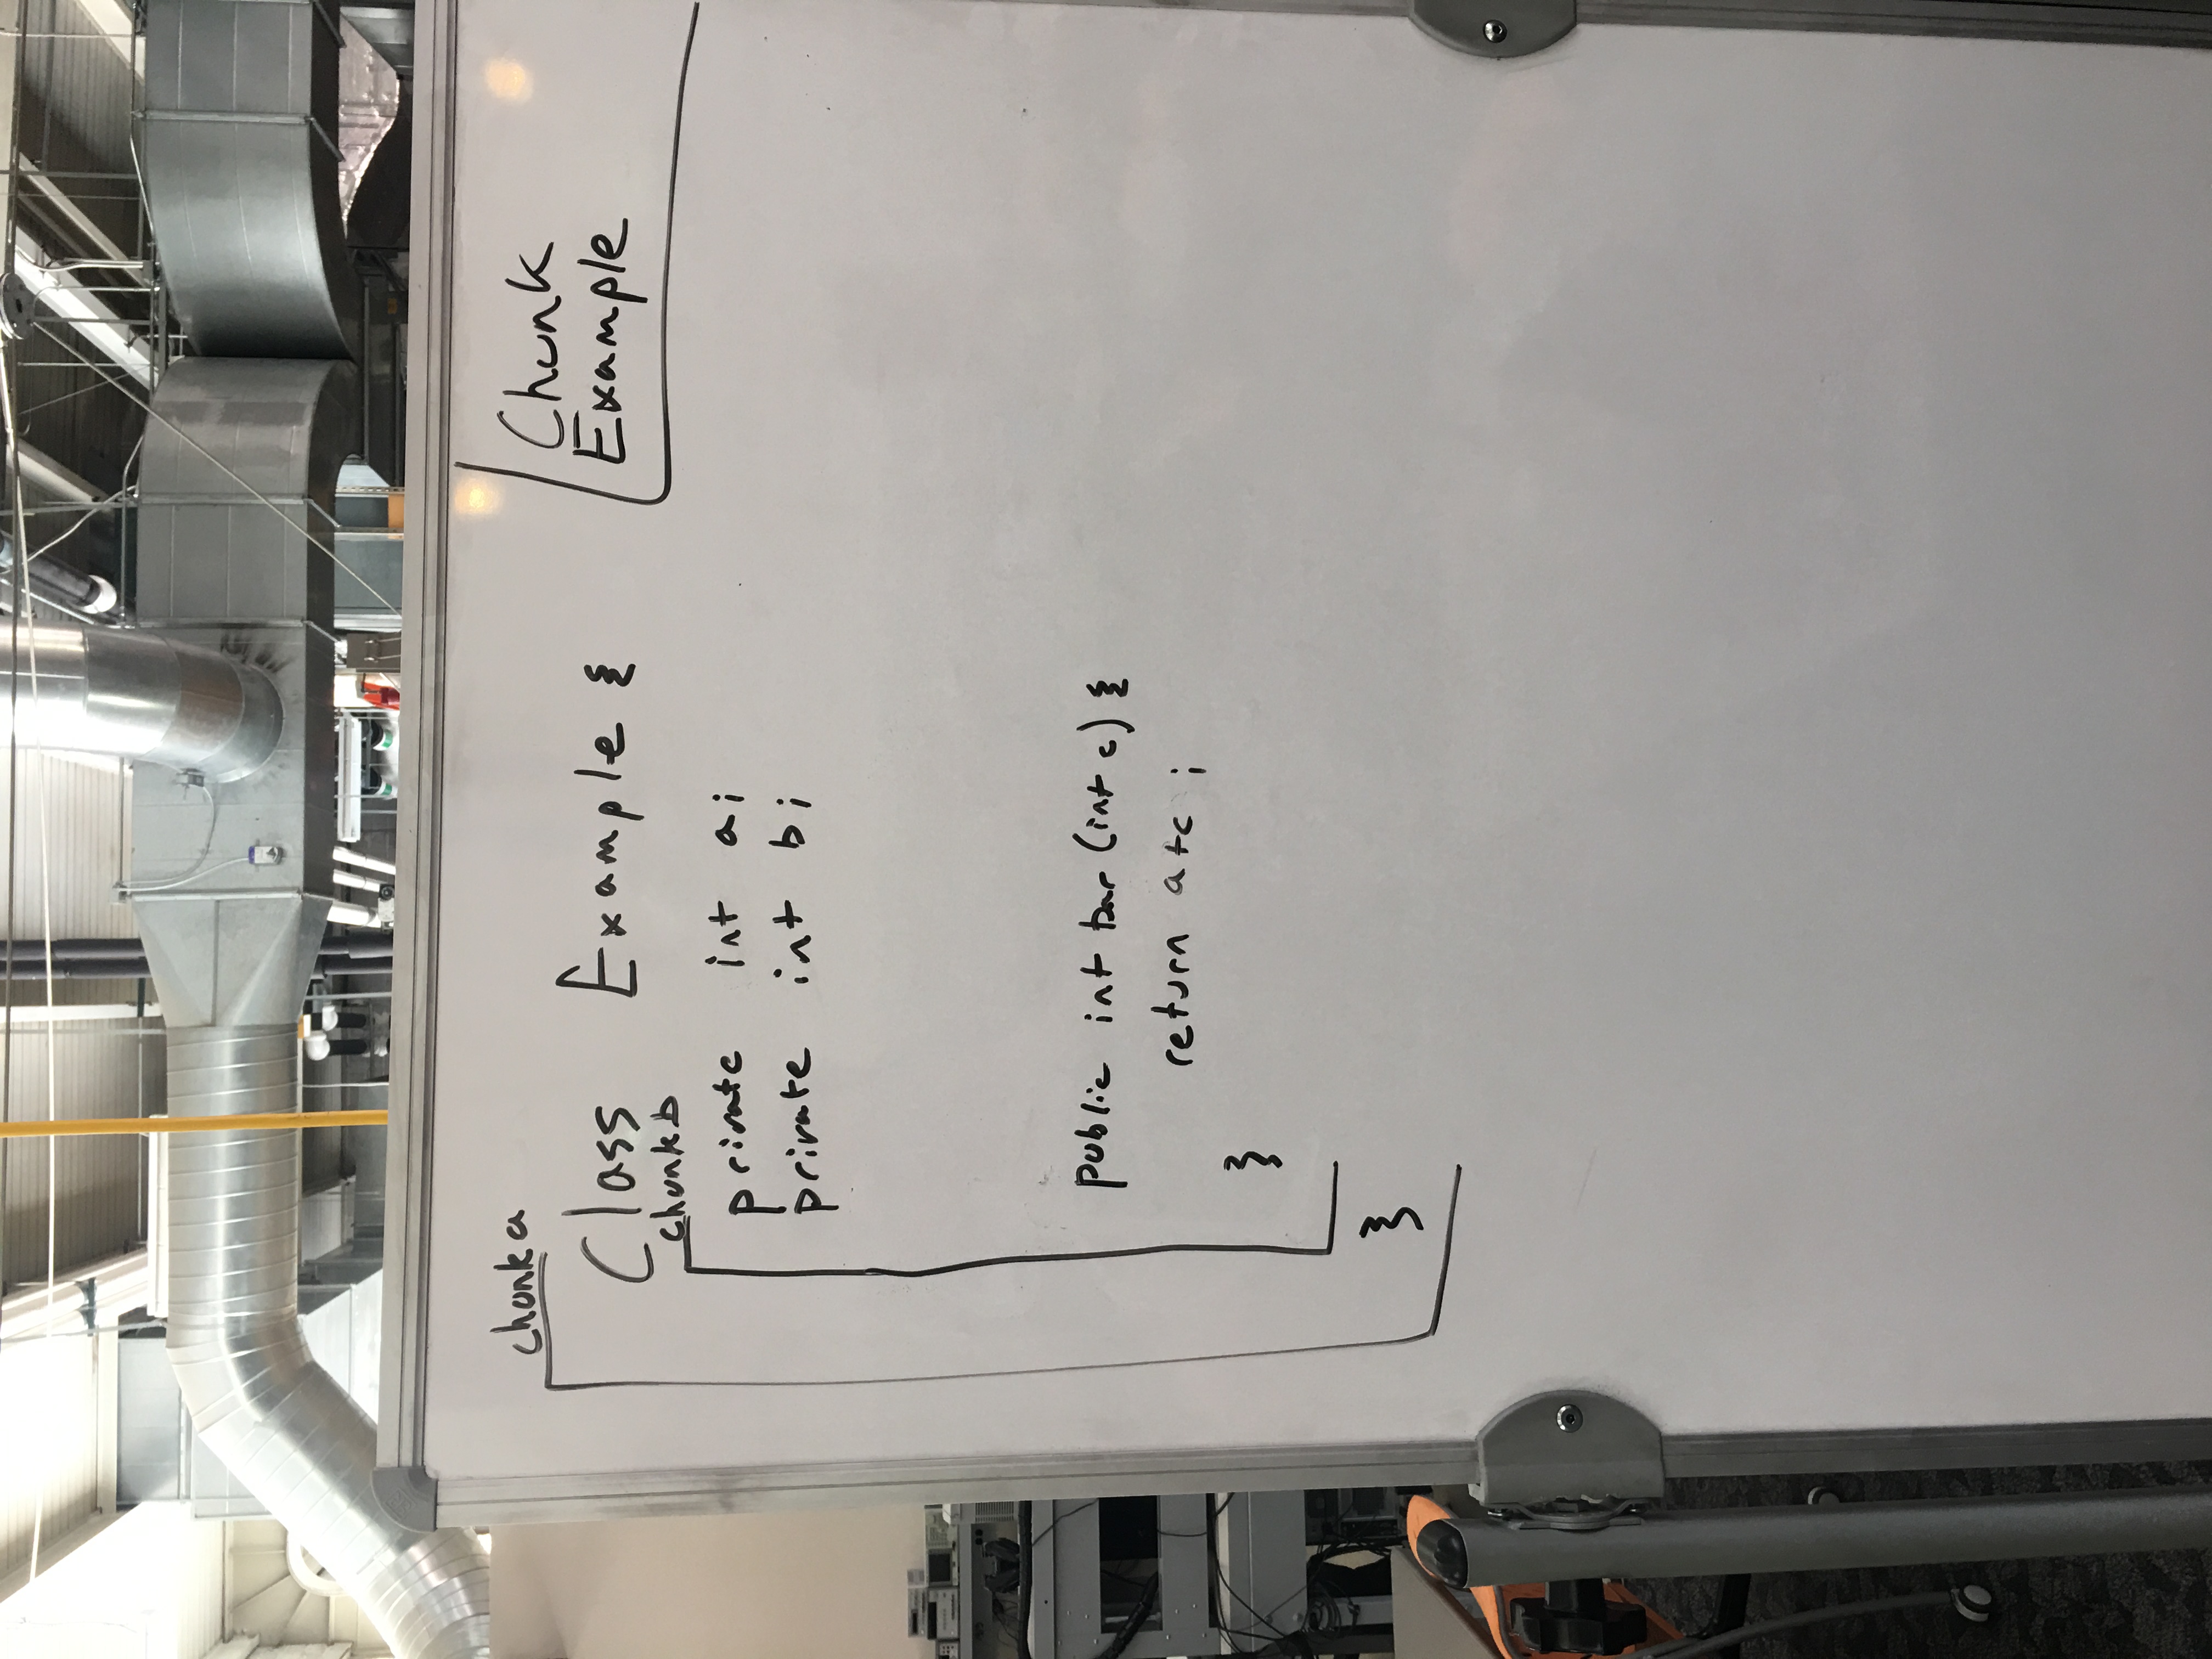 chunk a
Class Example {
chunk b
private int a;
private int b;
public int bar (int c) {
return a+c ;
}
}
Chunk
Example